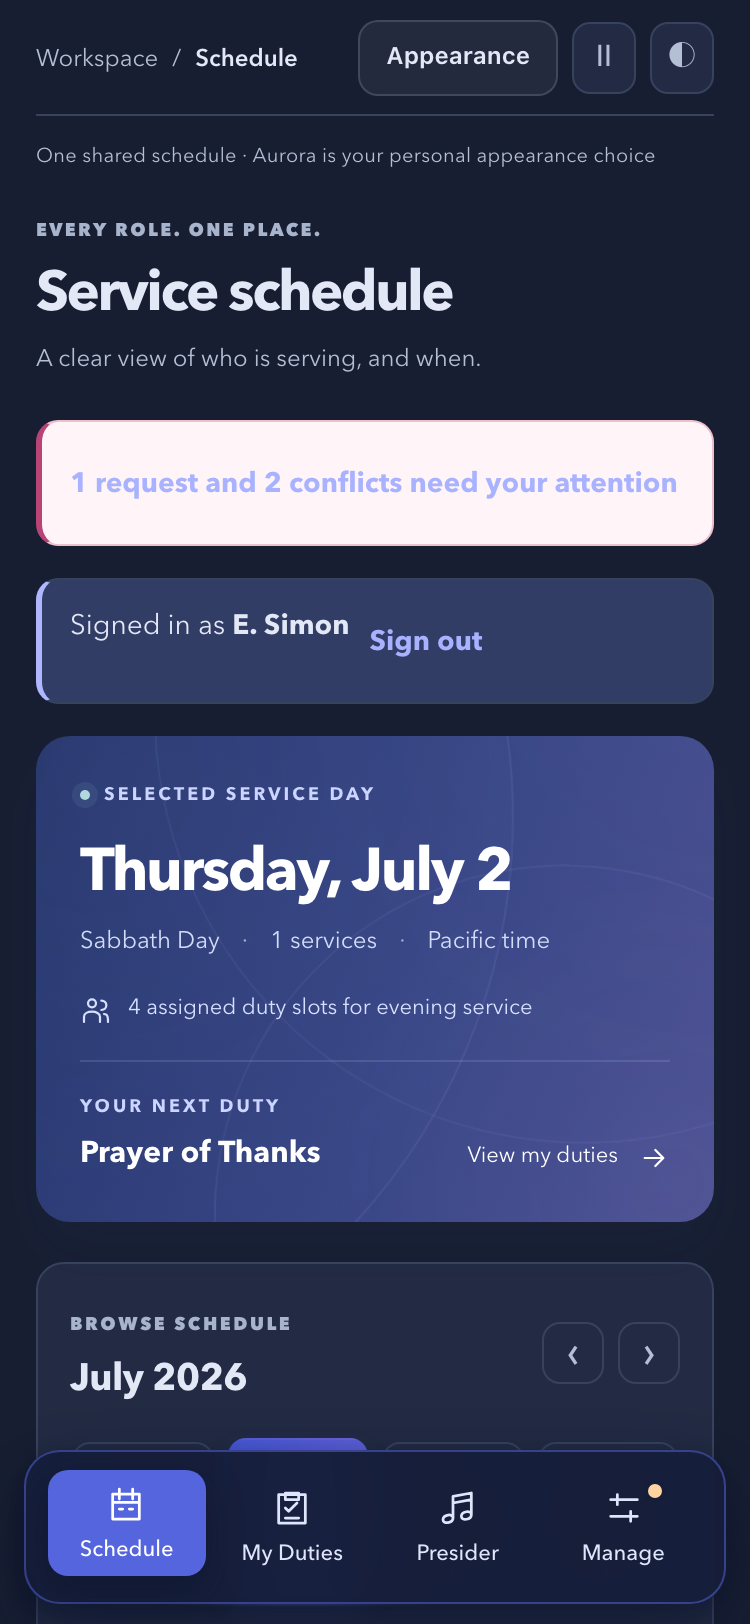 Workspace / Schedule
Appearance
One shared schedule · Aurora is your personal appearance choice
EVERY ROLE. ONE PLACE.
Service schedule
A clear view of who is serving, and when.
1 request and 2 conflicts need your attention
Signed in as E. Simon
Sign out
SELECTED SERVICE DAY
Thursday, July 2
Sabbath Day · 1 services · Pacific time
4 assigned duty slots for evening service
YOUR NEXT DUTY
Prayer of Thanks
View my duties →
BROWSE SCHEDULE
July 2026
‹ ›
Schedule
My Duties
Presider
Manage